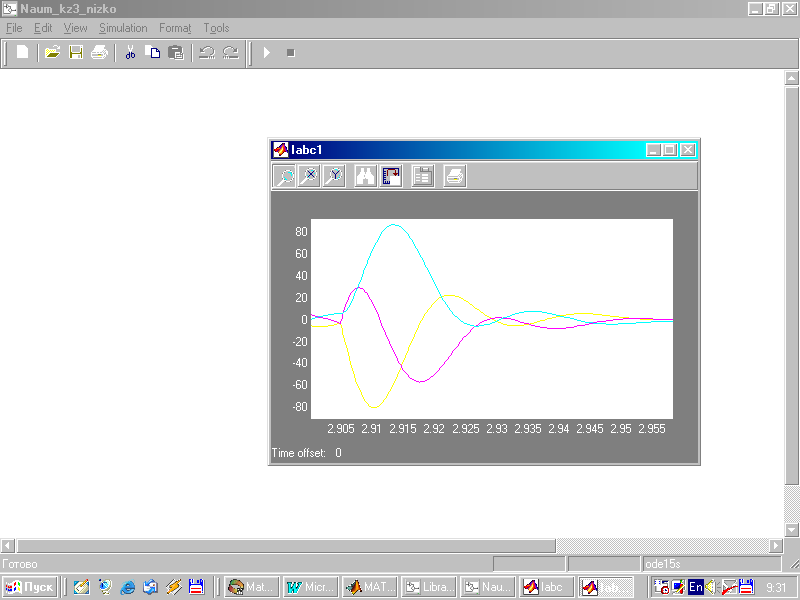 Naum_kz3_nizko
File Edit View Simulation Format Tools
Iabc1
80
60
40
20
0
-20
-40
-60
-80
2.905 2.91 2.915 2.92 2.925 2.93 2.935 2.94 2.945 2.95 2.955
Time offset: 0
Готово ode15s
Пуск Mat... Micr... MAT... Libra... Nau... Iabc Iab... En 9:31